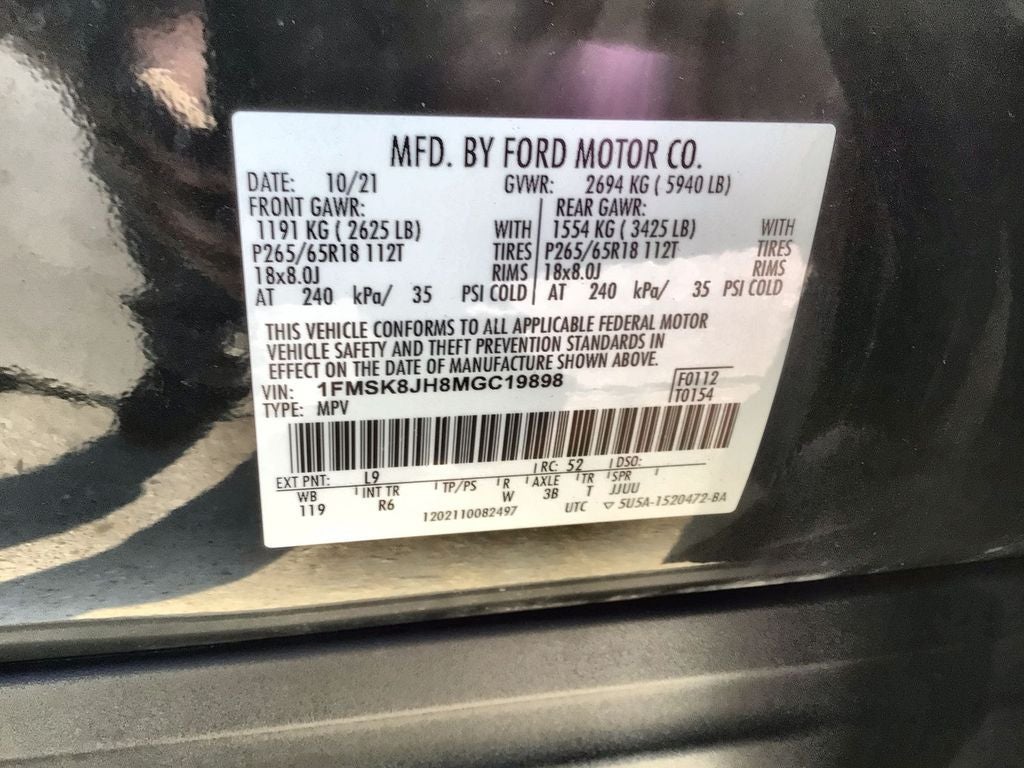 MFD. BY FORD MOTOR CO.
DATE: 10/21 GVWR: 2694 KG ( 5940 LB)
FRONT GAWR: REAR GAWR:
1191 KG ( 2625 LB) WITH 1554 KG ( 3425 LB) WITH
P265/65R18 112T TIRES P265/65R18 112T TIRES
18x8.0J RIMS 18x8.0J RIMS
AT 240 kPa/ 35 PSI COLD AT 240 kPa/ 35 PSI COLD
THIS VEHICLE CONFORMS TO ALL APPLICABLE FEDERAL MOTOR
VEHICLE SAFETY AND THEFT PREVENTION STANDARDS IN
EFFECT ON THE DATE OF MANUFACTURE SHOWN ABOVE.
VIN: 1FMSK8JH8MGC19898 F0112
TYPE: MPV T0154
EXT PNT: L9 RC: 52 DSO:
WB INT TR TP/PS R AXLE TR SPR
119 R6 W 3B T JJUU
1202110082497 UTC ▽ 5U5A-1520472-BA